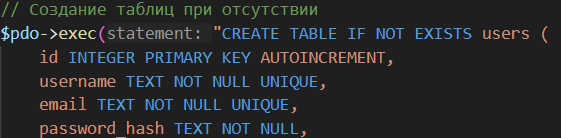 // Создание таблиц при отсутствии
$pdo->exec(statement: "CREATE TABLE IF NOT EXISTS users (
id INTEGER PRIMARY KEY AUTOINCREMENT,
username TEXT NOT NULL UNIQUE,
email TEXT NOT NULL UNIQUE,
password_hash TEXT NOT NULL,